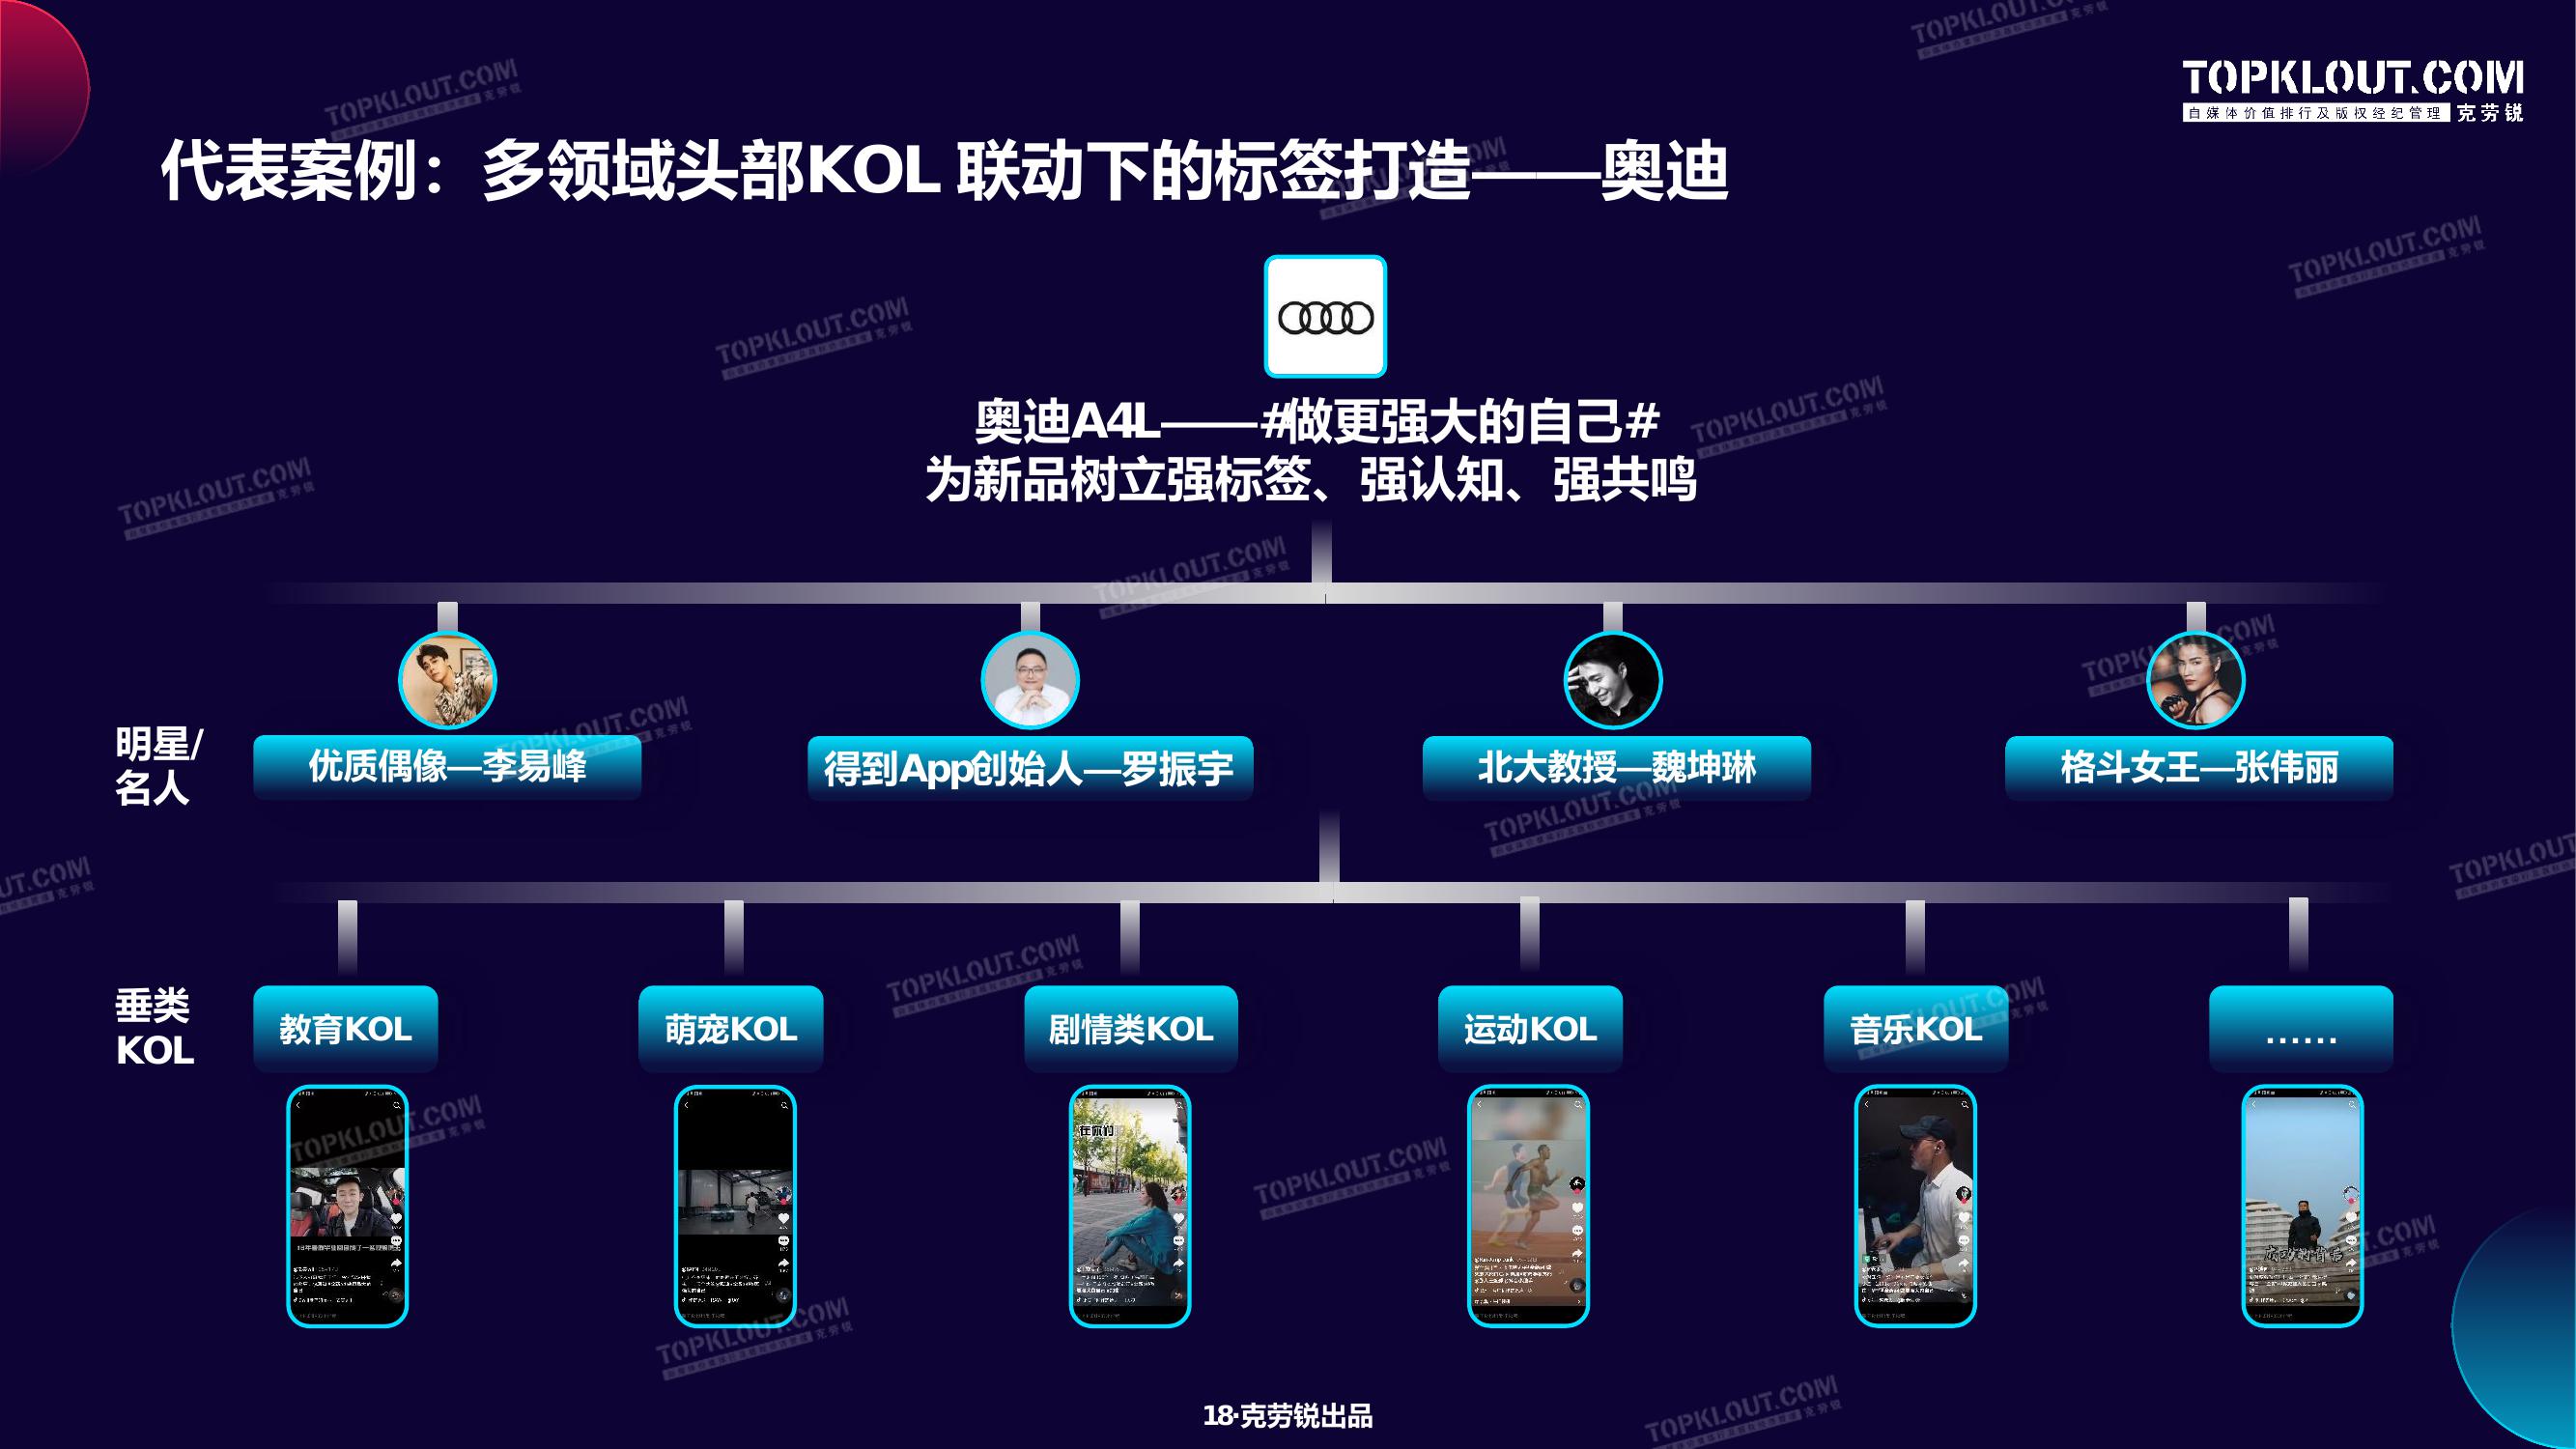 TOPKLOUT.COM
自媒体价值排行及版权经纪管理 克劳锐
代表案例：多领域头部KOL 联动下的标签打造——奥迪
奥迪A4L——#做更强大的自己#
为新品树立强标签、强认知、强共鸣
明星/
名人
优质偶像—李易峰
得到App创始人—罗振宇
北大教授—魏坤琳
格斗女王—张伟丽
垂类
KOL
教育KOL
萌宠KOL
剧情类KOL
运动KOL
音乐KOL
......
在你们
18·克劳锐出品